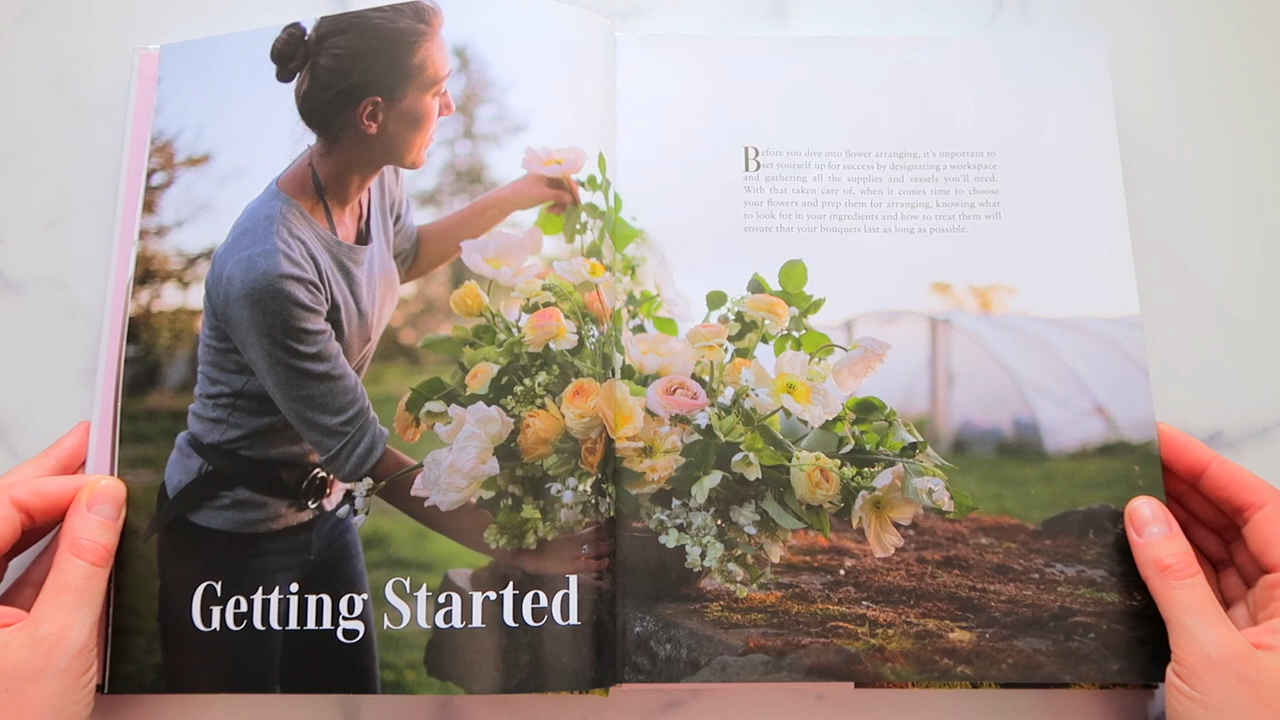 Getting Started
Before you dive into flower arranging, it's important to
set yourself up for success by designating a workspace
and gathering all the supplies and vessels you'll need.
With that taken care of, when it comes time to choose
your flowers and prep them for arranging, knowing what
to look for in your ingredients and how to treat them will
ensure that your bouquets last as long as possible.